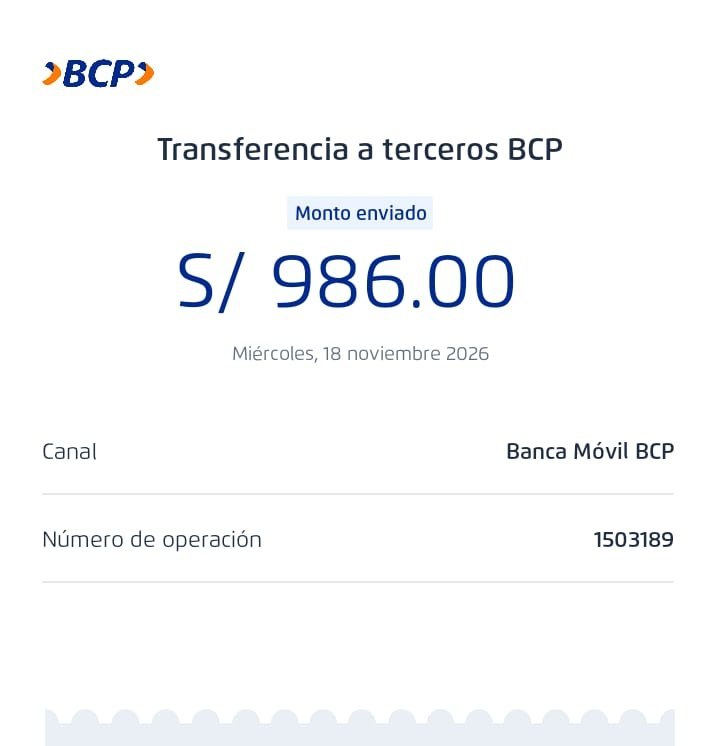 BCP
Transferencia a terceros BCP
Monto enviado
S/ 986.00
Miércoles, 18 noviembre 2026
Canal Banca Móvil BCP
Número de operación 1503189